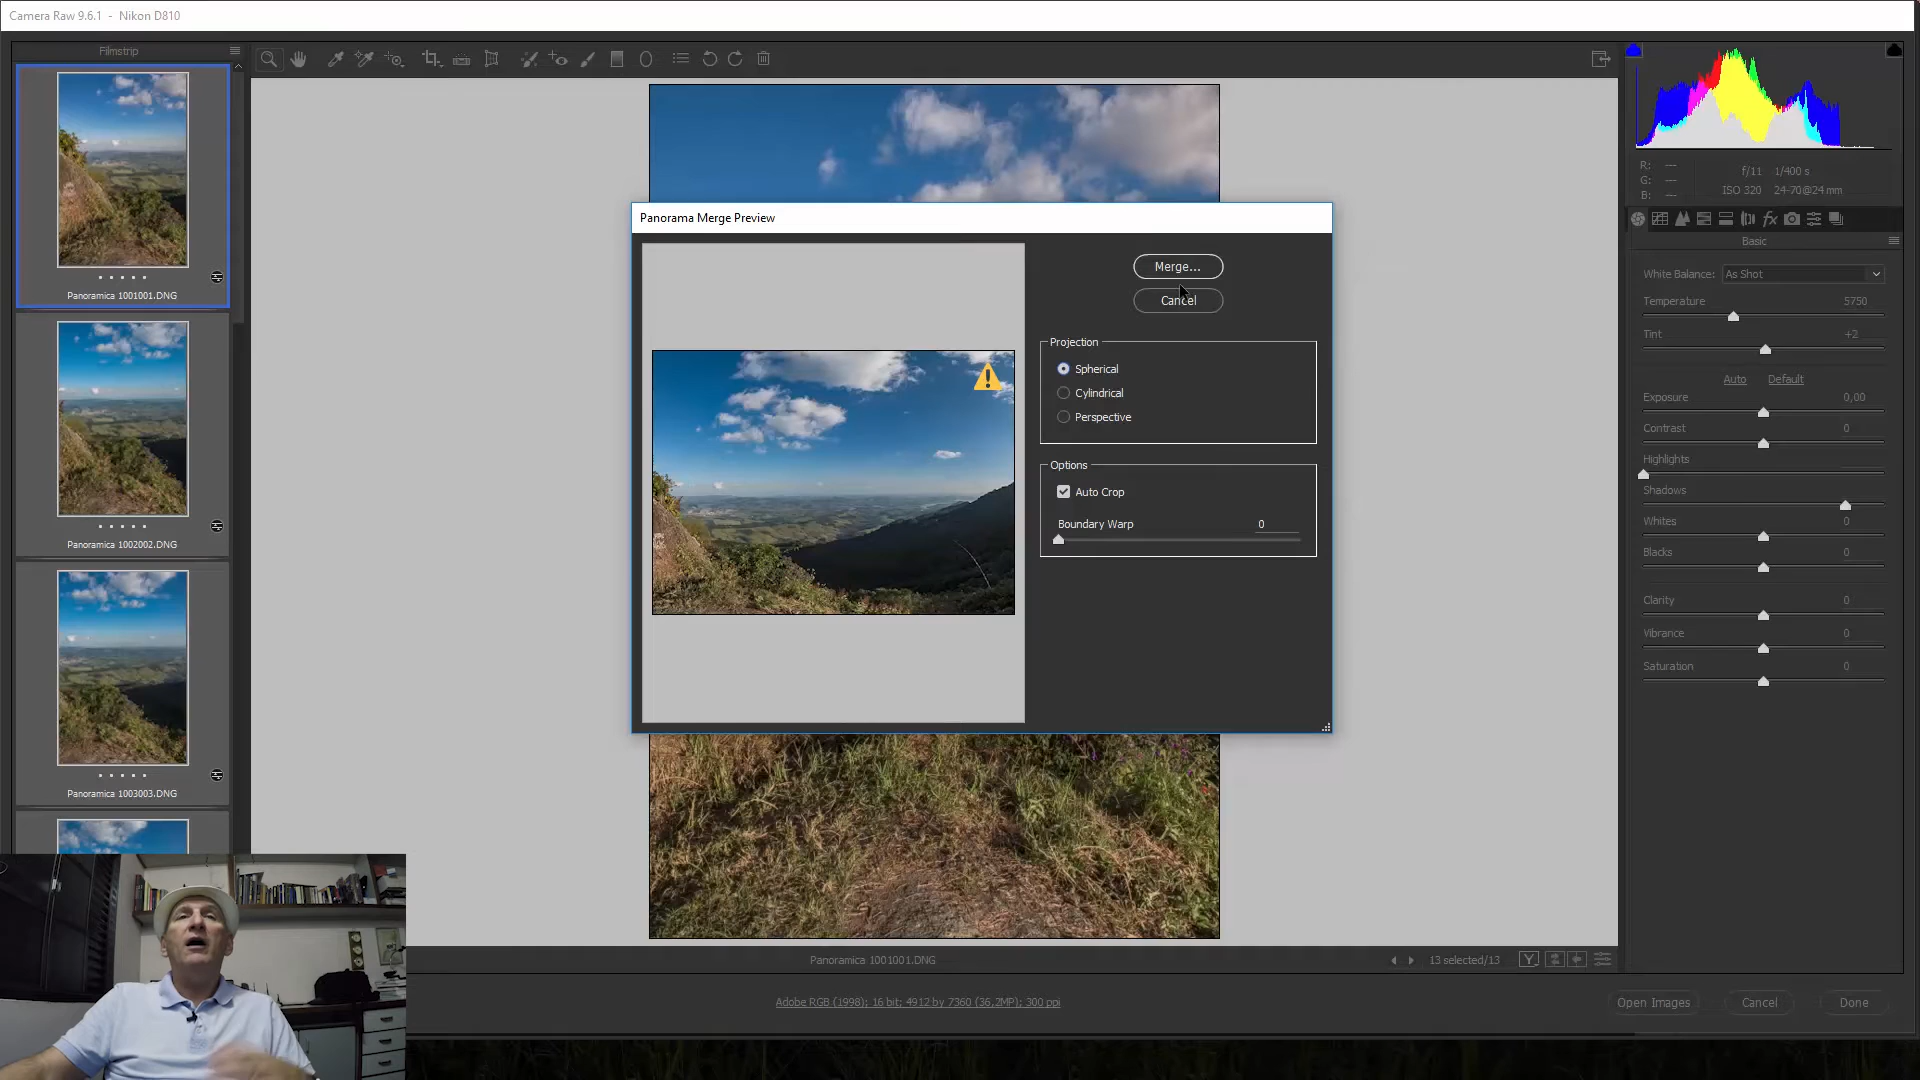 Camera Raw 9.6.1 - Nikon D810
Filmstrip
Panoramica 1001001.DNG
Panoramica 1002002.DNG
Panoramica 1003003.DNG
Panorama Merge Preview
Merge...
Cancel
Projection
Spherical
Cylindrical
Perspective
Options
Auto Crop
Boundary Warp 0
R: ---
G: ---
B: ---
f/11 1/400 s
ISO 320 24-70@24 mm
Basic
White Balance: As Shot
Temperature 5750
Tint +2
Auto Default
Exposure 0,00
Contrast 0
Highlights
Shadows
Whites 0
Blacks 0
Clarity 0
Vibrance 0
Saturation 0
Panoramica 1001001.DNG
13 selected/13
Y
Adobe RGB (1998); 16 bit; 4912 by 7360 (36,2MP); 300 ppi
Open Images
Cancel
Done